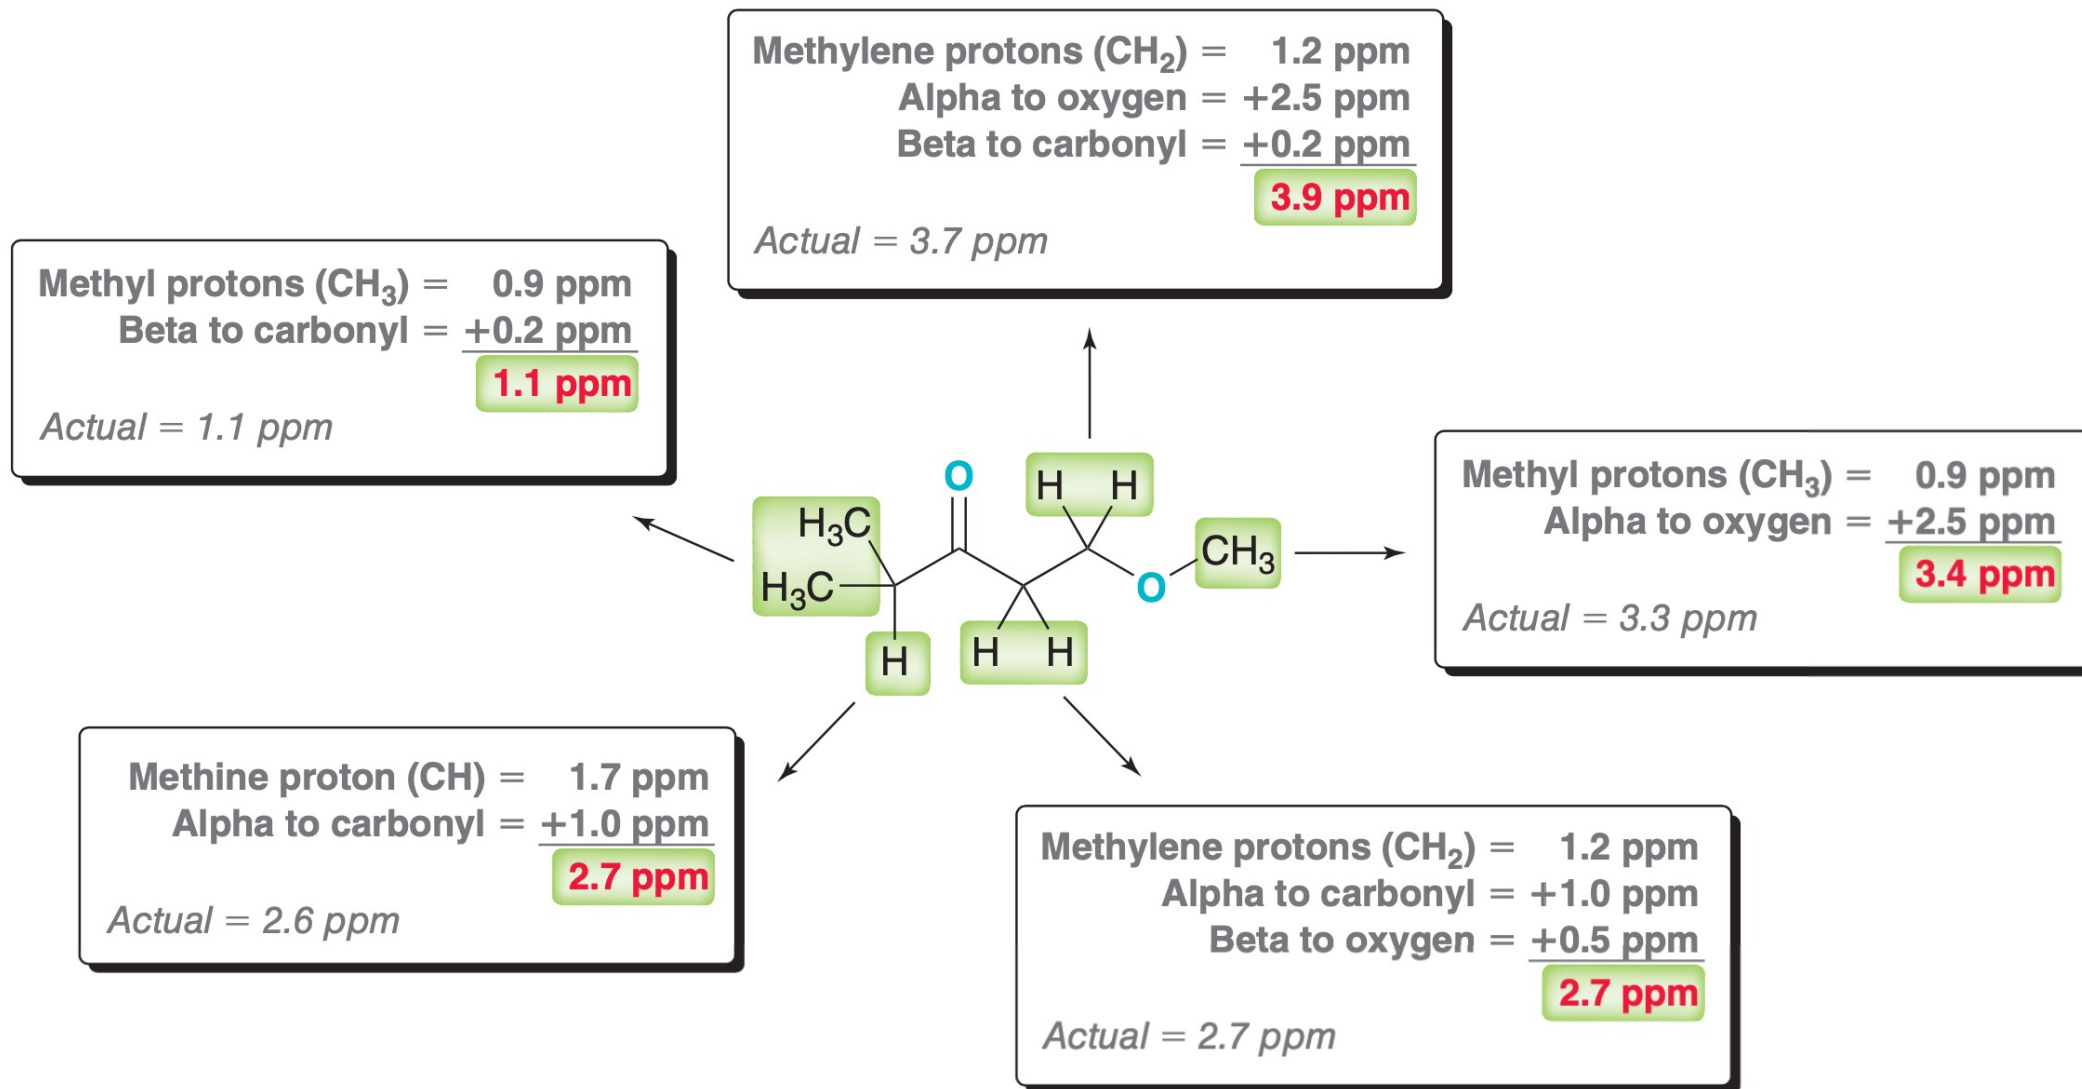 Methylene protons (CH₂) = 1.2 ppm
Alpha to oxygen = +2.5 ppm
Beta to carbonyl = +0.2 ppm
3.9 ppm
Actual = 3.7 ppm
Methyl protons (CH₃) = 0.9 ppm
Beta to carbonyl = +0.2 ppm
1.1 ppm
Actual = 1.1 ppm
Methyl protons (CH₃) = 0.9 ppm
Alpha to oxygen = +2.5 ppm
3.4 ppm
Actual = 3.3 ppm
O
H H
H₃C
CH₃
H₃C
O
H
H H
Methine proton (CH) = 1.7 ppm
Alpha to carbonyl = +1.0 ppm
2.7 ppm
Actual = 2.6 ppm
Methylene protons (CH₂) = 1.2 ppm
Alpha to carbonyl = +1.0 ppm
Beta to oxygen = +0.5 ppm
2.7 ppm
Actual = 2.7 ppm